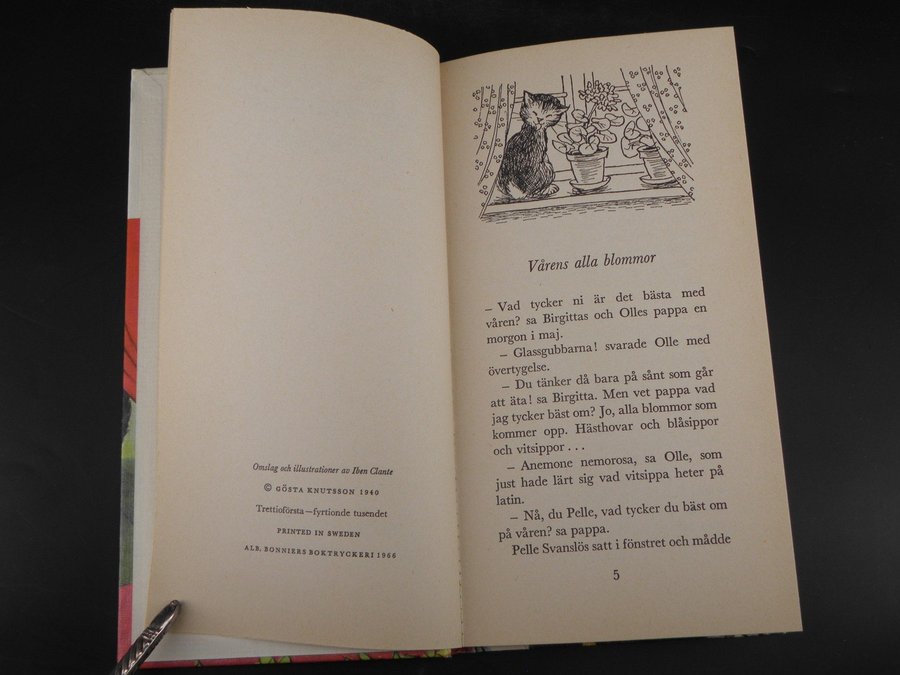 Omslag och illustrationer av Iben Clante
© GÖSTA KNUTSSON 1940
Trettioförsta—fyrtionde tusendet
PRINTED IN SWEDEN
ALB. BONNIERS BOKTRYCKERI 1966
Vårens alla blommor
– Vad tycker ni är det bästa med
våren? sa Birgittas och Olles pappa en
morgon i maj.
– Glassgubbarna! svarade Olle med
övertygelse.
– Du tänker då bara på sånt som går
att äta! sa Birgitta. Men vet pappa vad
jag tycker bäst om? Jo, alla blommor som
kommer opp. Hästhovar och blåsippor
och vitsippor . . .
– Anemone nemorosa, sa Olle, som
just hade lärt sig vad vitsippa heter på
latin.
– Nå, du Pelle, vad tycker du bäst om
på våren? sa pappa.
Pelle Svanslös satt i fönstret och mådde
5